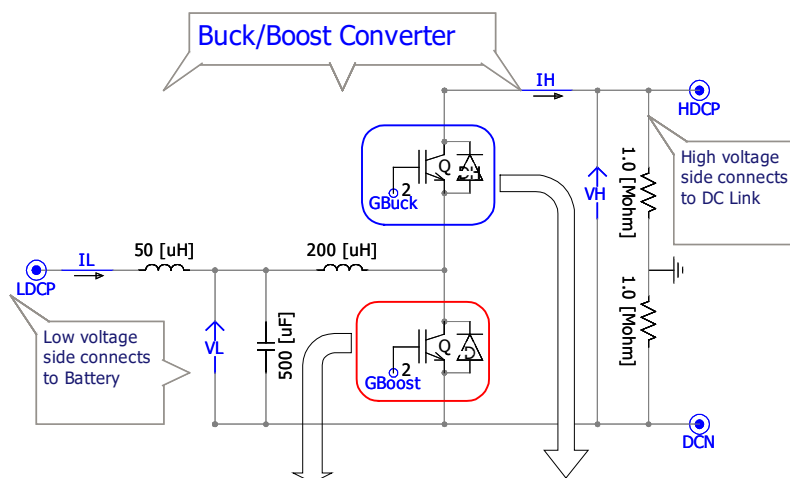 Buck/Boost Converter
IH
HDCP
High voltage
side connects
to DC Link
1.0 [Mohm]
VH
Q
2
GBuck
50 [uH]
200 [uH]
IL
LDCP
Low voltage
side connects
to Battery
VL
500 [uF]
Q
D
2
GBoost
1.0 [Mohm]
DCN